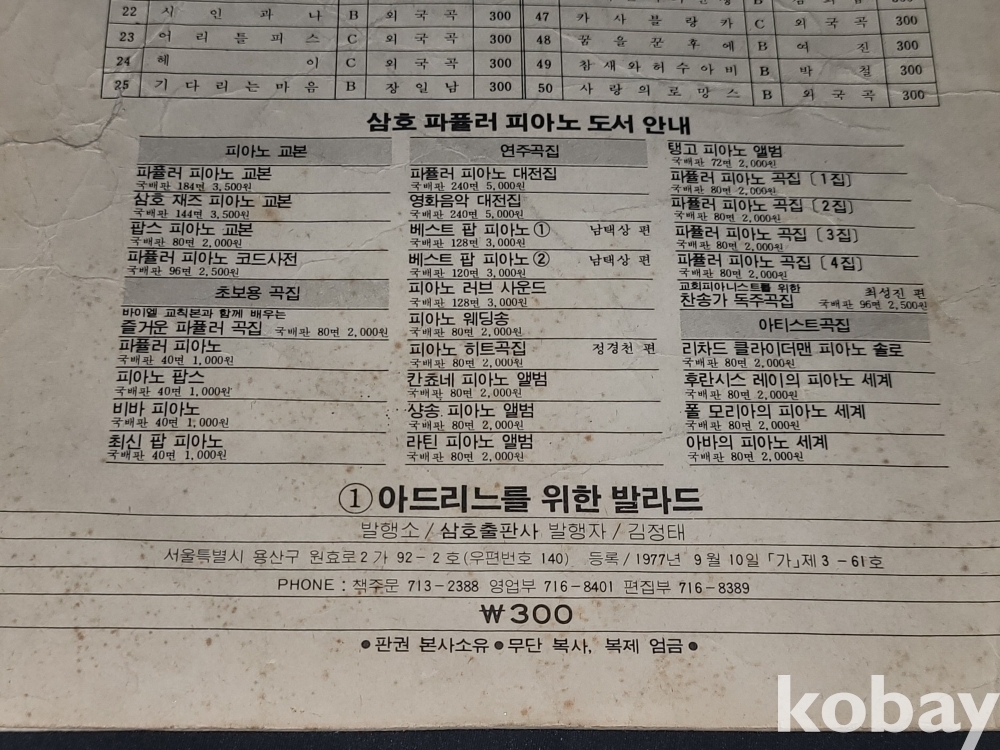 22 시인과나 B 외국곡 300
23 어리틀피스 C 외국곡 300
24 혜이 C 외국곡 300
25 기다리는마음 B 장일남 300
47 카사블랑카 C 외국곡 300
48 꿈을꾼후에 B 여진 300
49 참새와허수아비 B 박철 300
50 사랑의로망스 B 외국곡 300
삼호 파퓰러 피아노 도서 안내
피아노 교본
파퓰러 피아노 교본
국배판 184면 3,500원
삼호 재즈 피아노 교본
국배판 144면 3,500원
팝스 피아노 교본
국배판 80면 2,000원
파퓰러 피아노 코드사전
국배판 96면 2,500원
초보용 곡집
바이엘 교칙본과 함께 배우는
즐거운 파퓰러 곡집 국배판 80면 2,000원
파퓰러 피아노
국배판 40면 1,000원
피아노 팝스
국배판 40면 1,000원
비바 피아노
국배판 40면 1,000원
최신 팝 피아노
국배판 40면 1,000원
연주곡집
파퓰러 피아노 대전집
국배판 240면 5,000원
영화음악 대전집
국배판 240면 5,000원
베스트 팝 피아노 ① 남택상 편
국배판 128면 3,000원
베스트 팝 피아노 ② 남택상 편
국배판 120면 3,000원
피아노 러브 사운드
국배판 128면 3,000원
피아노 웨딩송
국배판 80면 2,000원
피아노 히트곡집 정경천 편
국배판 80면 2,000원
칸쵸네 피아노 앨범
국배판 80면 2,000원
샹송 피아노 앨범
국배판 80면 2,000원
라틴 피아노 앨범
국배판 80면 2,000원
탱고 피아노 앨범
국배판 72면 2,000원
파퓰러 피아노 곡집 [1집]
국배판 80면 2,000원
파퓰러 피아노 곡집 [2집]
국배판 80면 2,000원
파퓰러 피아노 곡집 [3집]
국배판 80면 2,000원
파퓰러 피아노 곡집 [4집]
국배판 80면 2,000원
교회피아니스트를 위한 최성진 편
찬송가 독주곡집 국배판 96면 2,500원
아티스트곡집
리차드 클라이더맨 피아노 솔로
국배판 80면 2,000원
후란시스 레이의 피아노 세계
국배판 80면 2,000원
폴 모리아의 피아노 세계
국배판 80면 2,000원
아바의 피아노 세계
국배판 80면 2,000원
①아드리느를 위한 발라드
발행소/삼호출판사 발행자/김정태
서울특별시 용산구 원효로2가 92-2호(우편번호 140) 등록/1977년 9월 10일 「가」제3-61호
PHONE : 책주문 713-2388 영업부 716-8401 편집부 716-8389
₩300
●판권 본사소유●무단 복사, 복제 엄금●
kobay